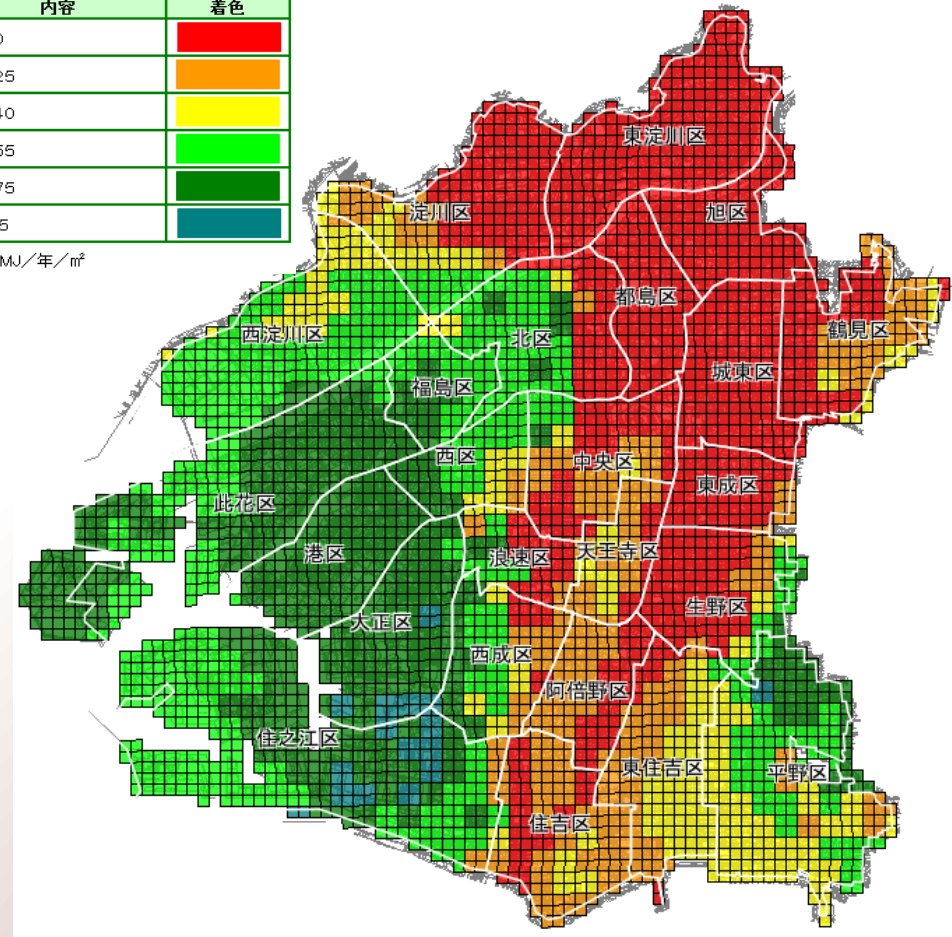 内容 着色
0
25
40
55
75
5
MJ/年/㎡
東淀川区
淀川区
旭区
都島区
鶴見区
西淀川区
北区
城東区
福島区
西区
中央区
東成区
此花区
港区
浪速区
天王寺区
大正区
生野区
西成区
阿倍野区
住之江区
東住吉区
平野区
住吉区